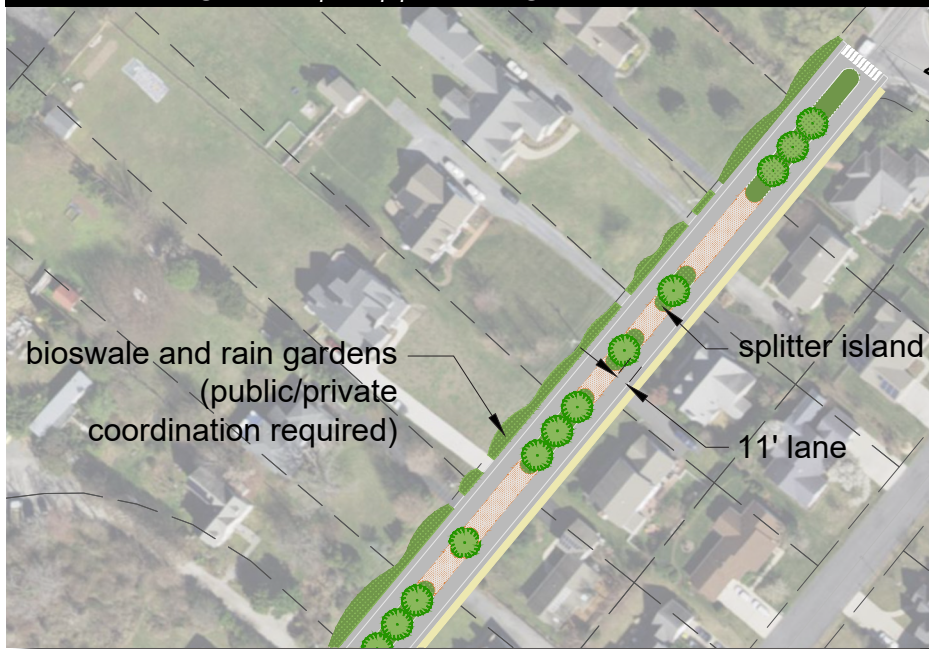 bioswale and rain gardens
(public/private
coordination required)
splitter island
11' lane